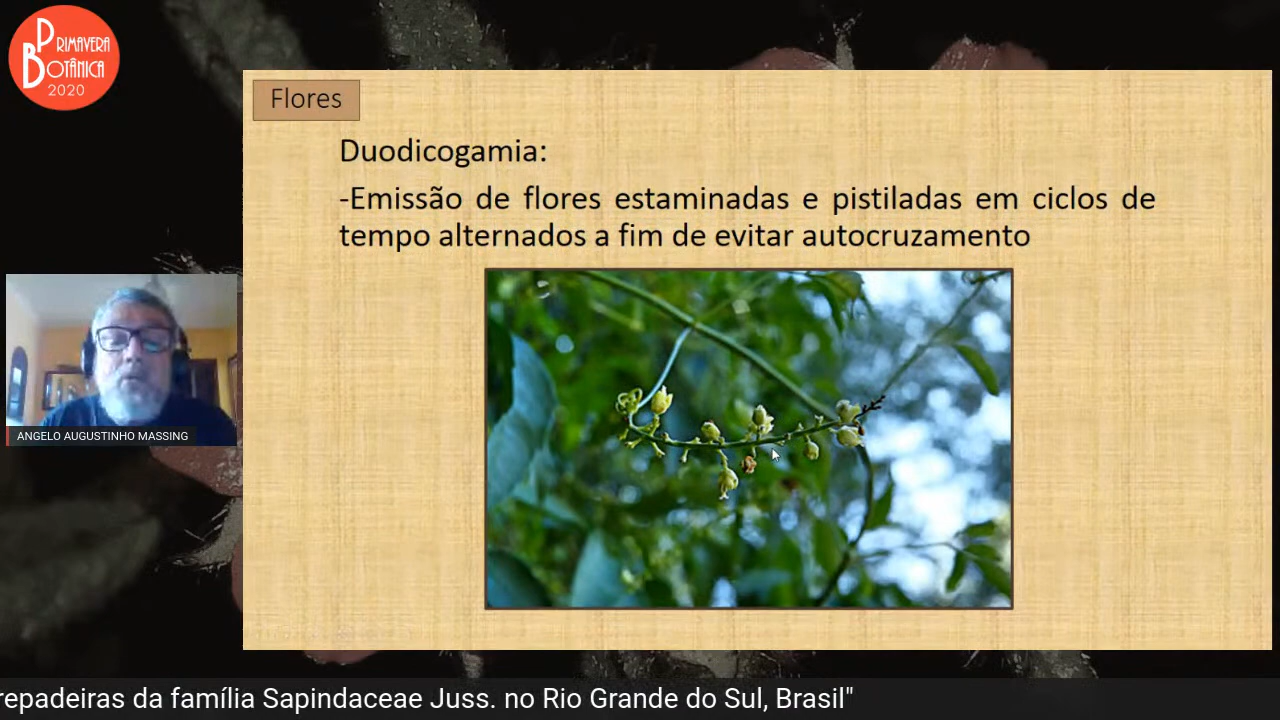 PRIMAVERA
BOTÂNICA
2020
Flores
Duodicogamia:
-Emissão de flores estaminadas e pistiladas em ciclos de
tempo alternados a fim de evitar autocruzamento
ANGELO AUGUSTINHO MASSING
repadeiras da família Sapindaceae Juss. no Rio Grande do Sul, Brasil"